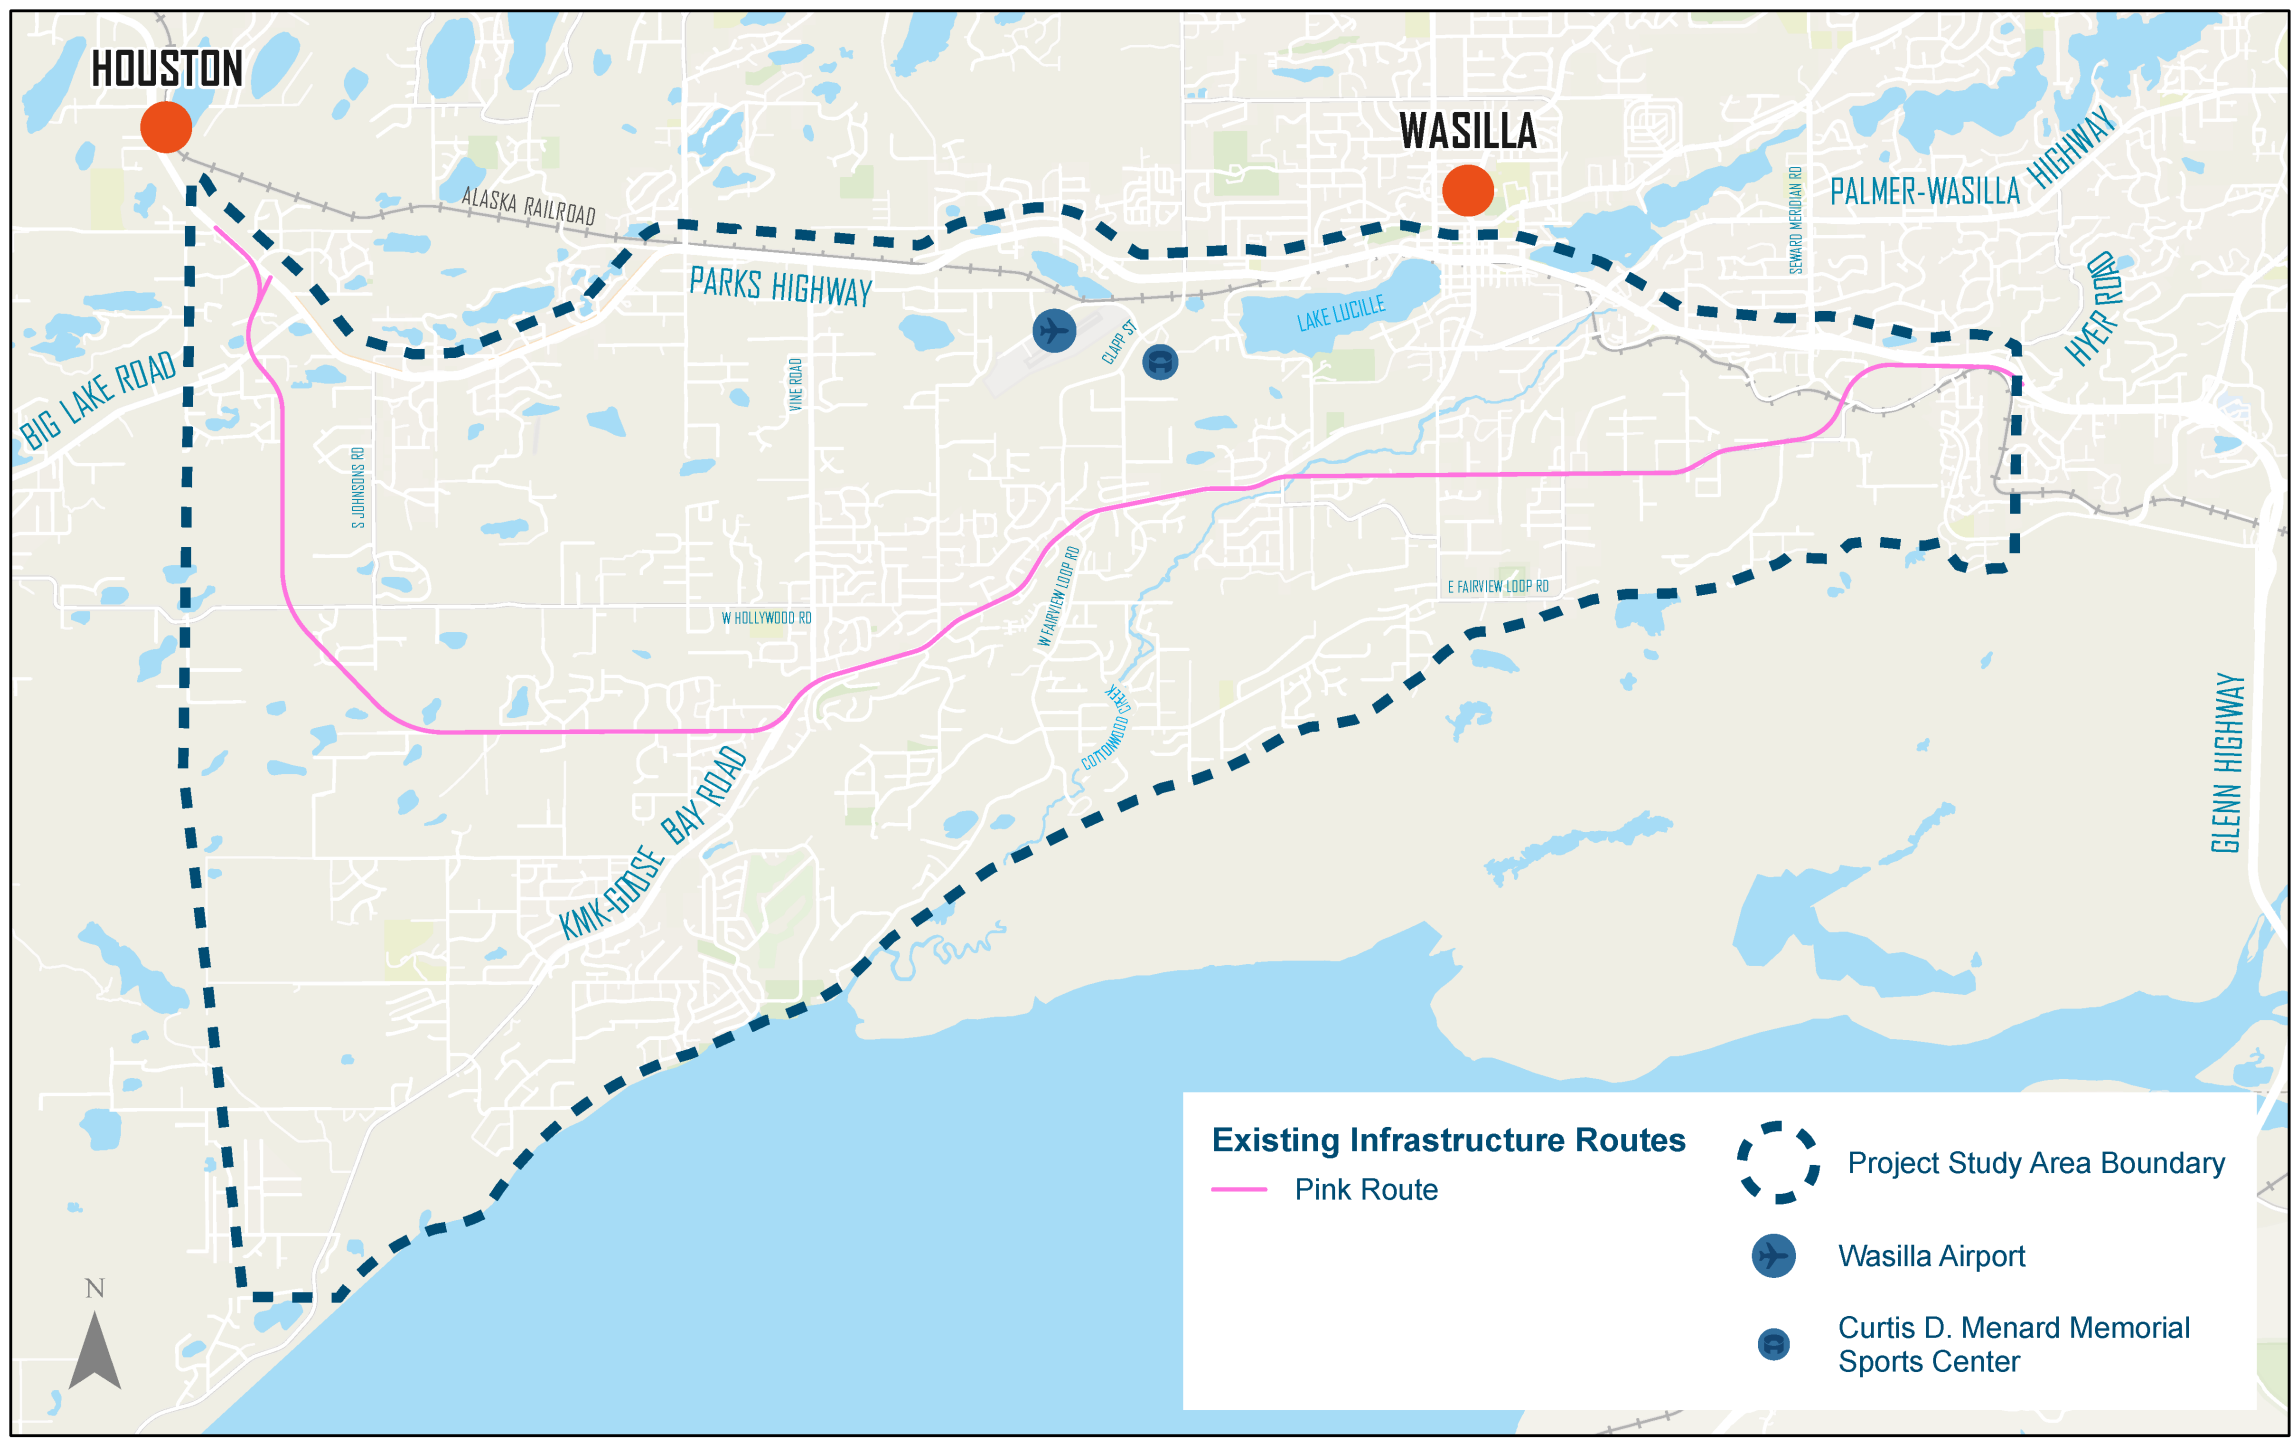 HOUSTON
WASILLA
PALMER-WASILLA HIGHWAY
SEWARD MERIDIAN RD
ALASKA RAILROAD
HYER ROAD
PARKS HIGHWAY
LAKE LUCILLE
CLAPP ST
BIG LAKE ROAD
VINE ROAD
S JOHNSONS RD
W FAIRVIEW LOOP RD
E FAIRVIEW LOOP RD
W HOLLYWOOD RD
COTTONWOOD CREEK
GLENN HIGHWAY
KMK-GOOSE BAY ROAD
Existing Infrastructure Routes
Pink Route
Project Study Area Boundary
Wasilla Airport
Curtis D. Menard Memorial
Sports Center
N